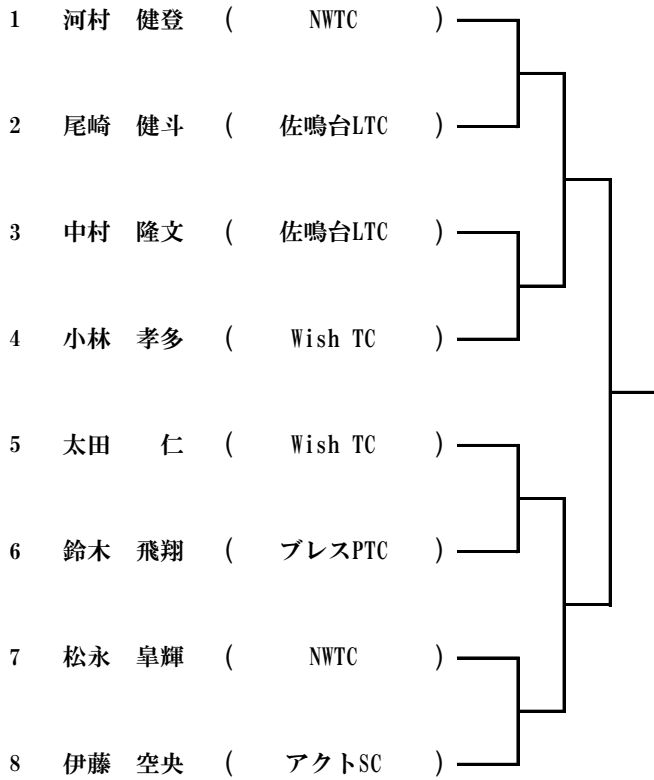 1 河村 健登 ( NWTC )
2 尾崎 健斗 ( 佐鳴台LTC )
3 中村 隆文 ( 佐鳴台LTC )
4 小林 孝多 ( Wish TC )
5 太田 仁 ( Wish TC )
6 鈴木 飛翔 ( ブレスPTC )
7 松永 皐輝 ( NWTC )
8 伊藤 空央 ( アクトSC )